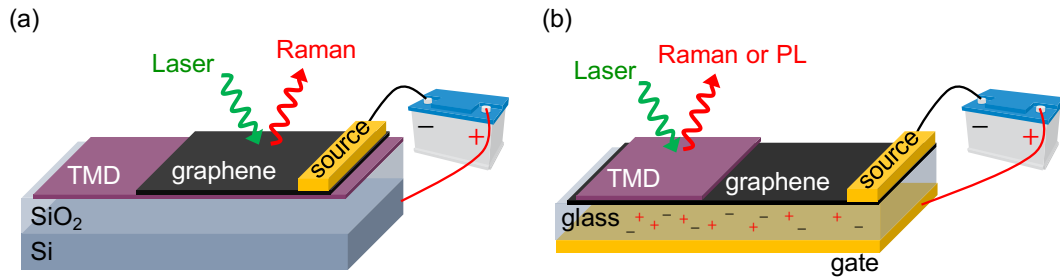 (a)
Laser
Raman
−
+
source
TMD
graphene
SiO₂
Si
(b)
Laser
Raman or PL
−
+
source
TMD
graphene
glass
+ − + − + − + + −
− + + − + − + −
gate